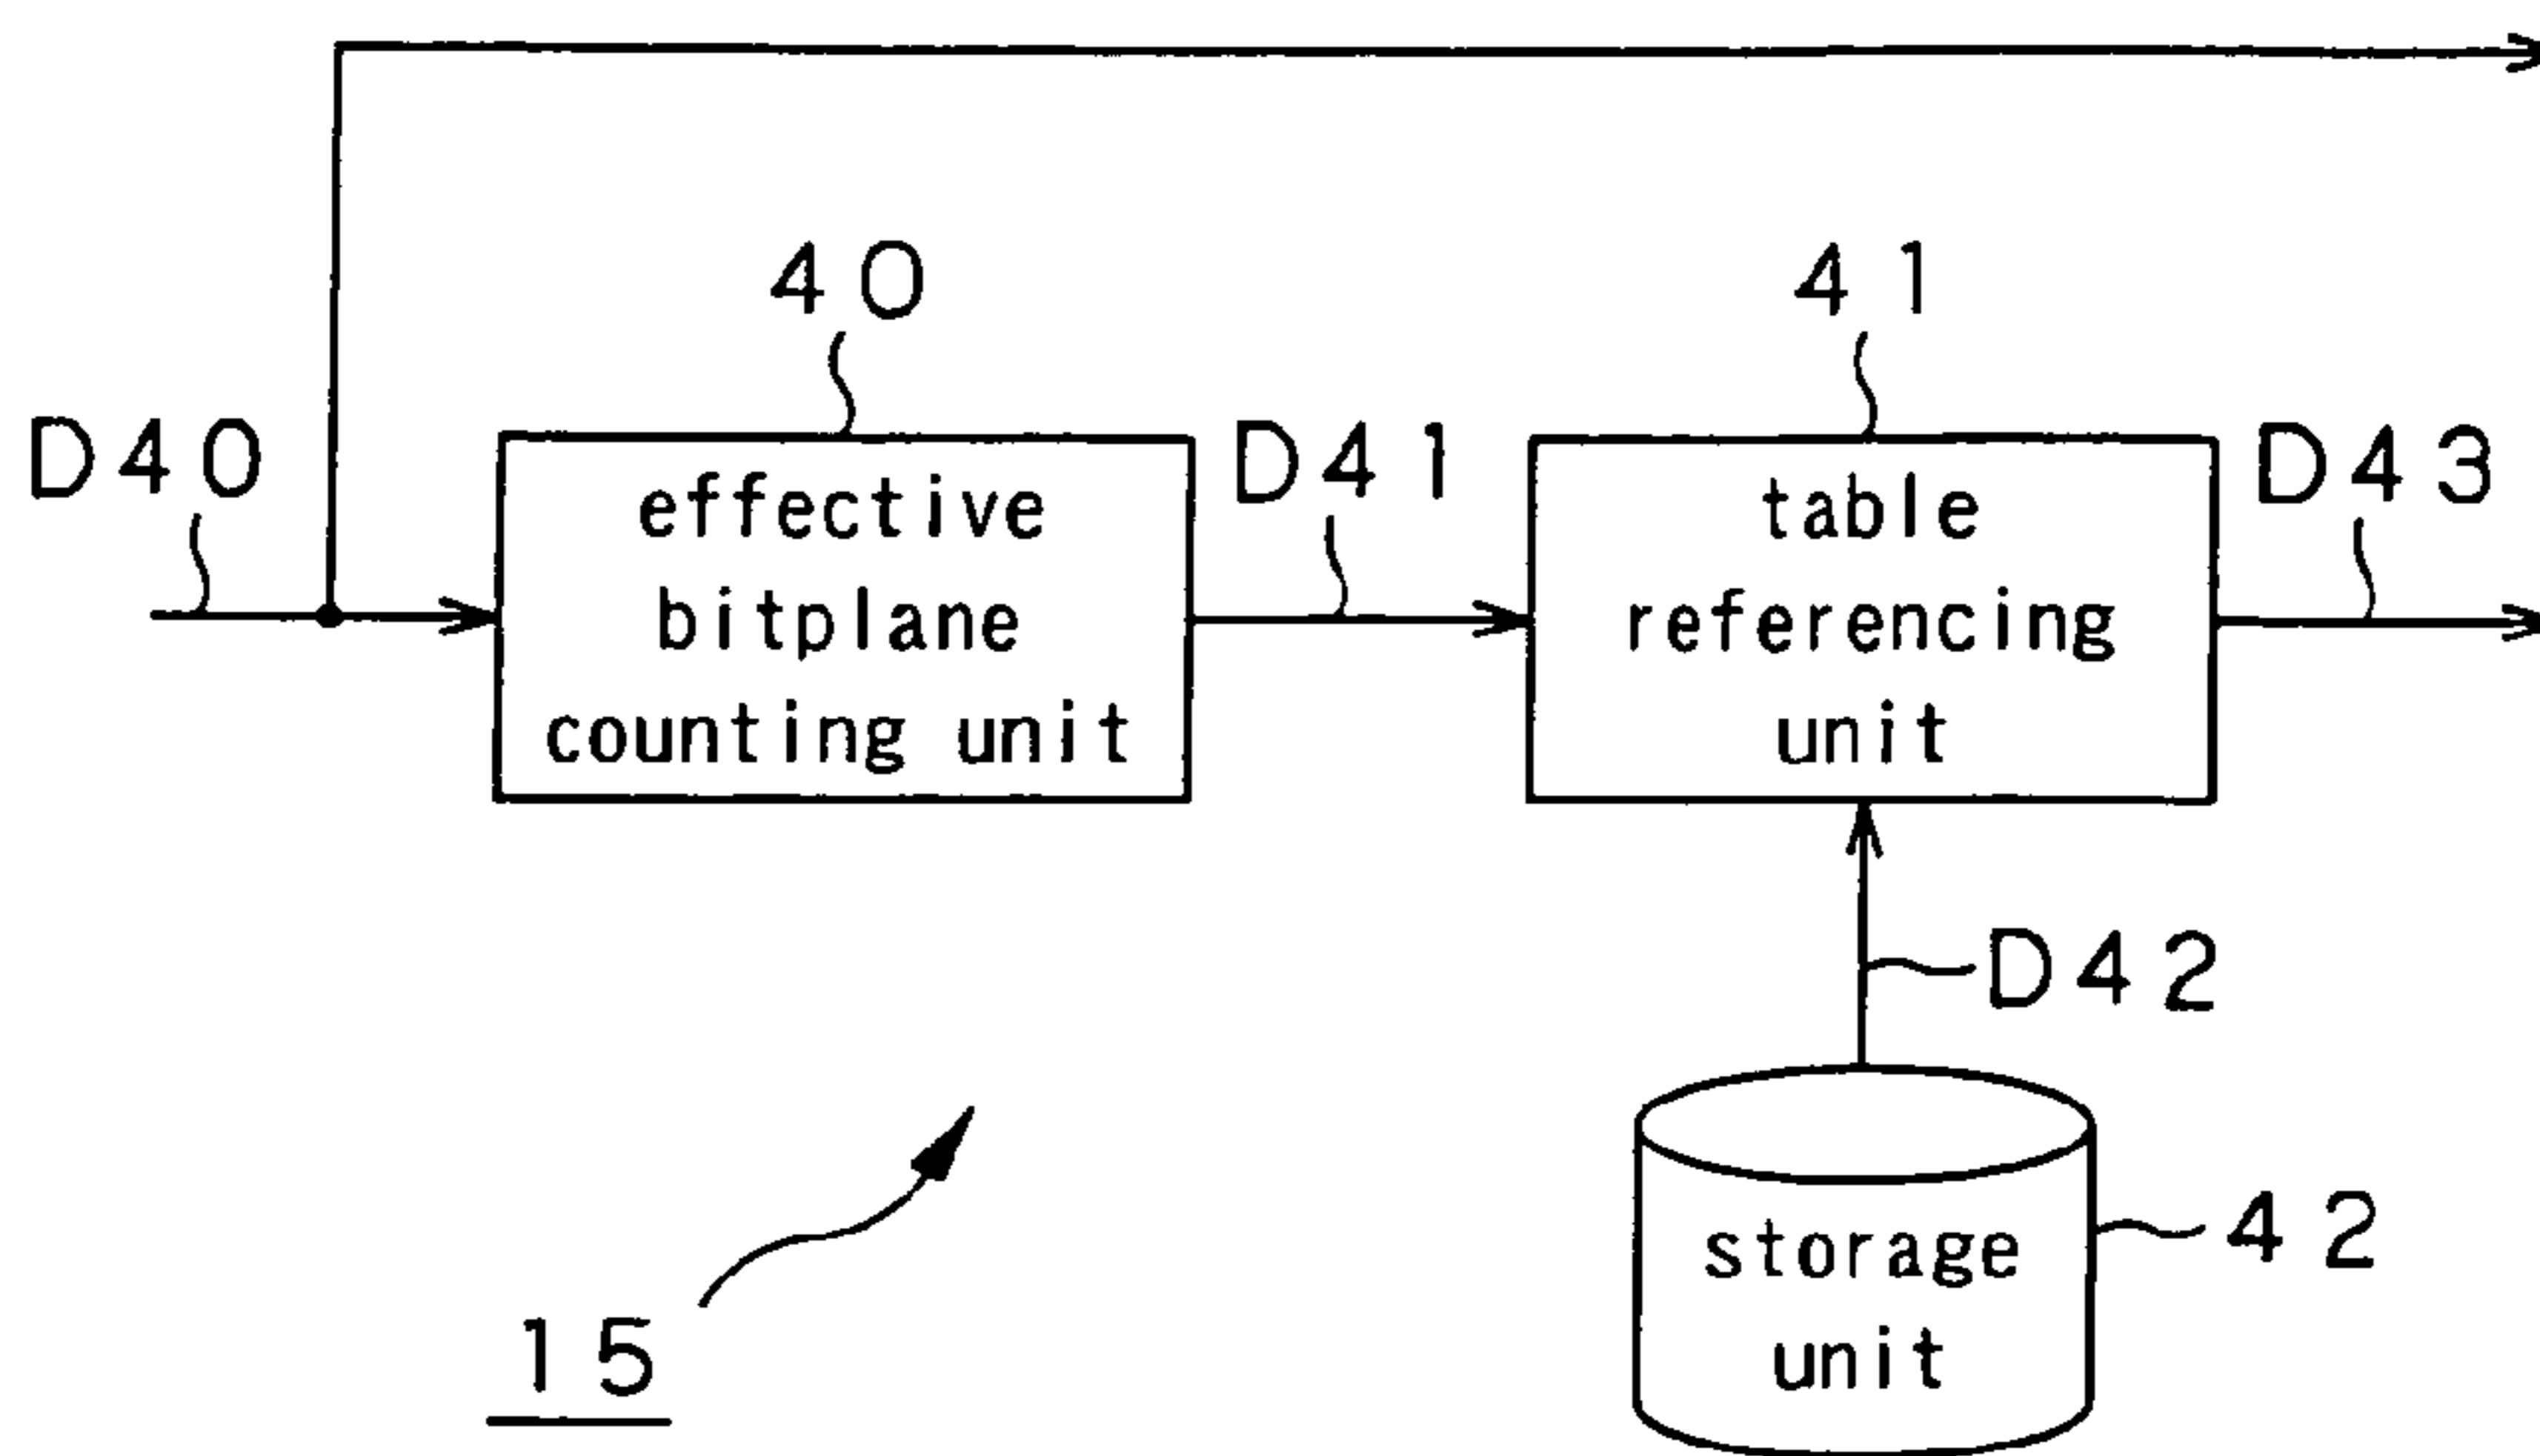 40
41
D40
D41
D43
effective
bitplane
counting unit
table
referencing
unit
D42
storage
unit
42
15